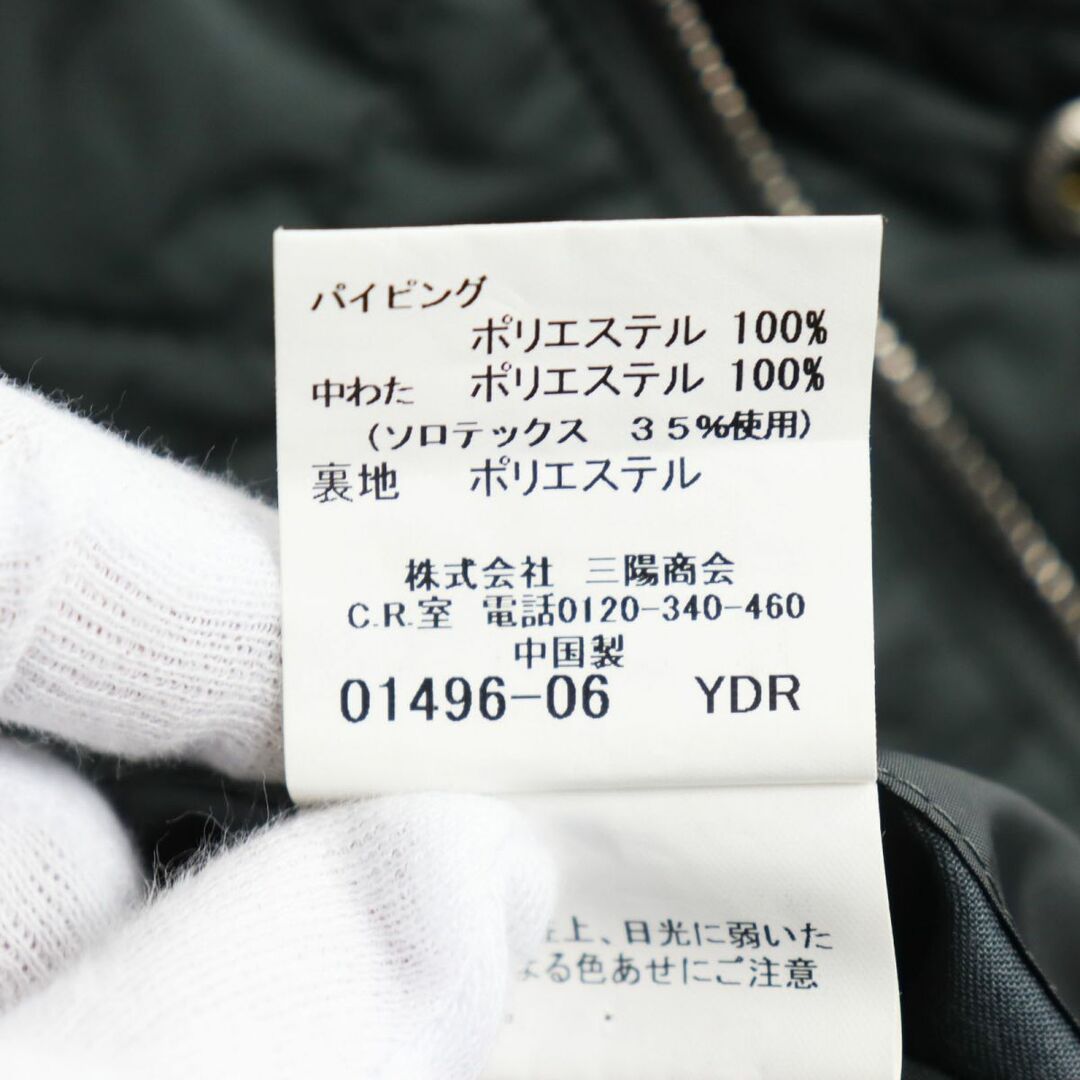 パイピング
ポリエステル 100%
中わた ポリエステル 100%
(ソロテックス 35%使用)
裏地 ポリエステル
株式会社 三陽商会
C.R.室 電話0120-340-460
中国製
01496-06 YDR
上、日光に弱いた
よる色あせにご注意